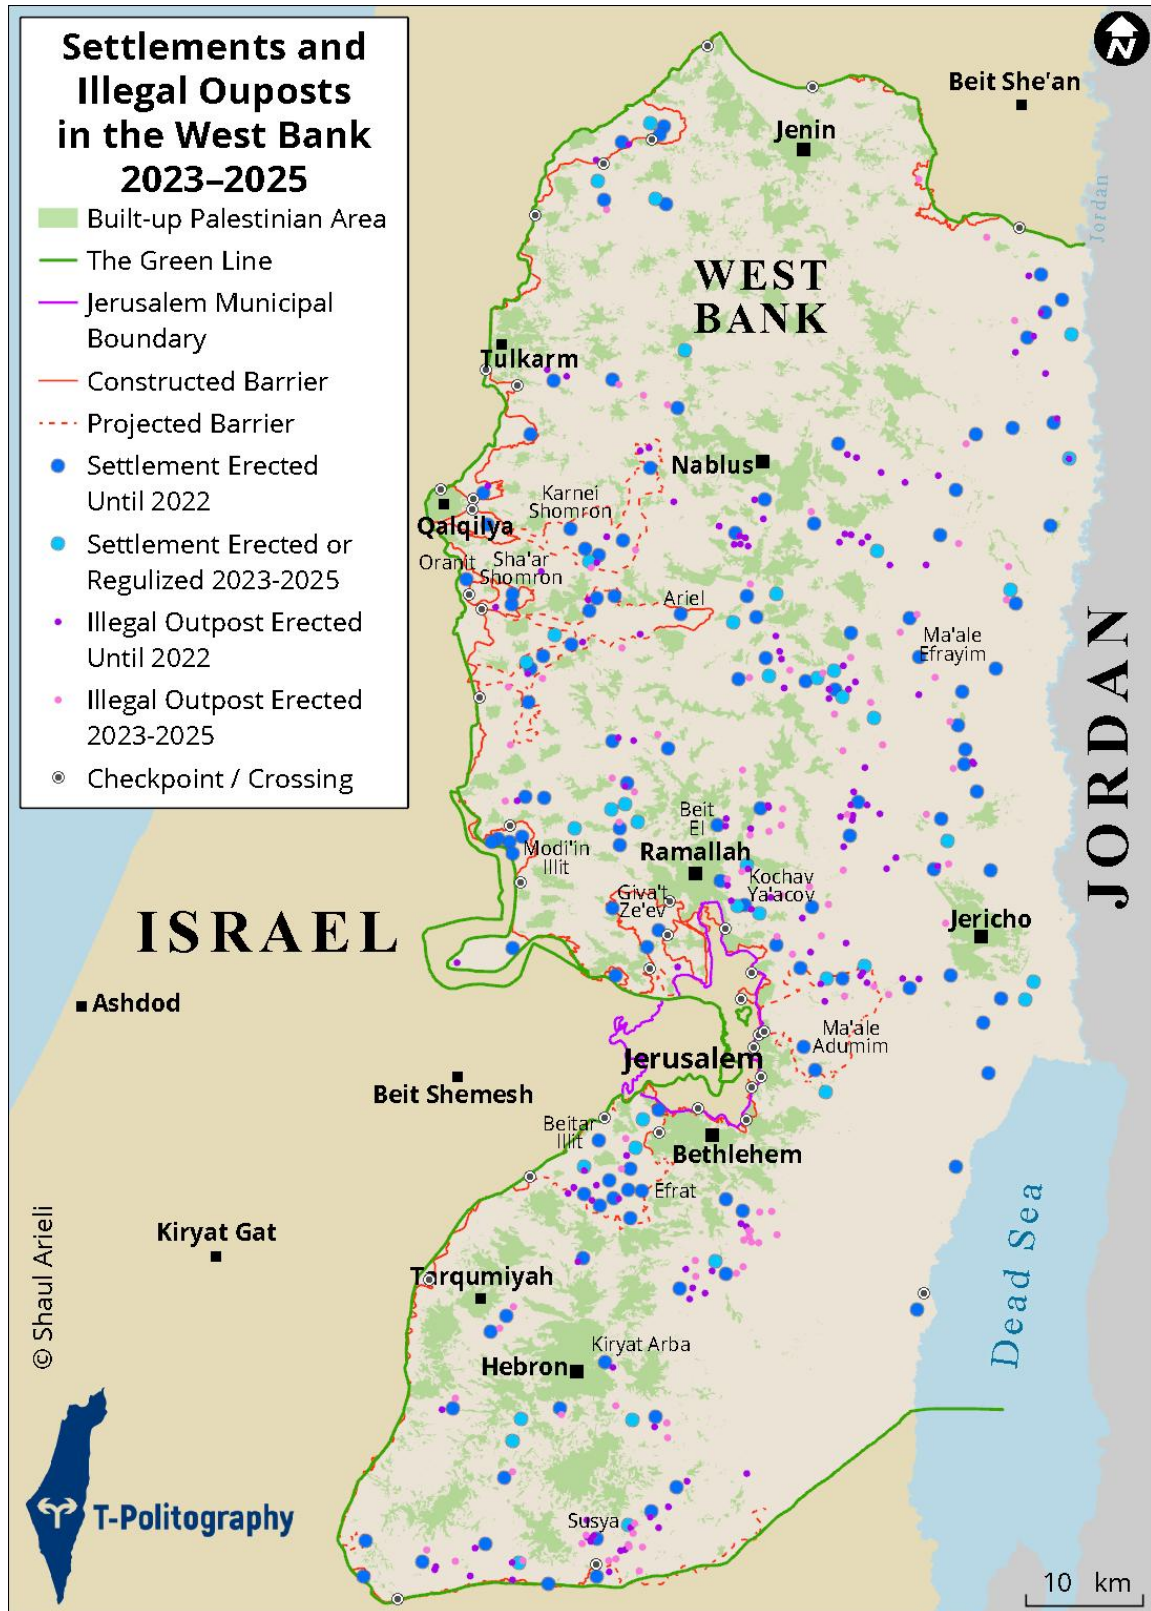 Settlements and
Illegal Ouposts
in the West Bank
2023–2025
Built-up Palestinian Area
The Green Line
Jerusalem Municipal
Boundary
Constructed Barrier
Projected Barrier
Settlement Erected
Until 2022
Settlement Erected or
Regulized 2023-2025
Illegal Outpost Erected
Until 2022
Illegal Outpost Erected
2023-2025
Checkpoint / Crossing
N
Beit She'an
Jenin
Jordan
WEST
BANK
Tulkarm
Nablus
Karnei
Shomron
Qalqilya
Oranit
Sha'ar
Shomron
Ariel
Ma'ale
Efrayim
JORDAN
Beit
El
Ramallah
Modi'in
Illit
Kochav
Ya'acov
Giva't
Ze'ev
ISRAEL
Jericho
Ashdod
Ma'ale
Adumim
Jerusalem
Beit Shemesh
Beitar
Illit
Bethlehem
Efrat
Kiryat Gat
Dead Sea
Tarqumiyah
Kiryat Arba
Hebron
Susya
© Shaul Arieli
T-Politography
10 km